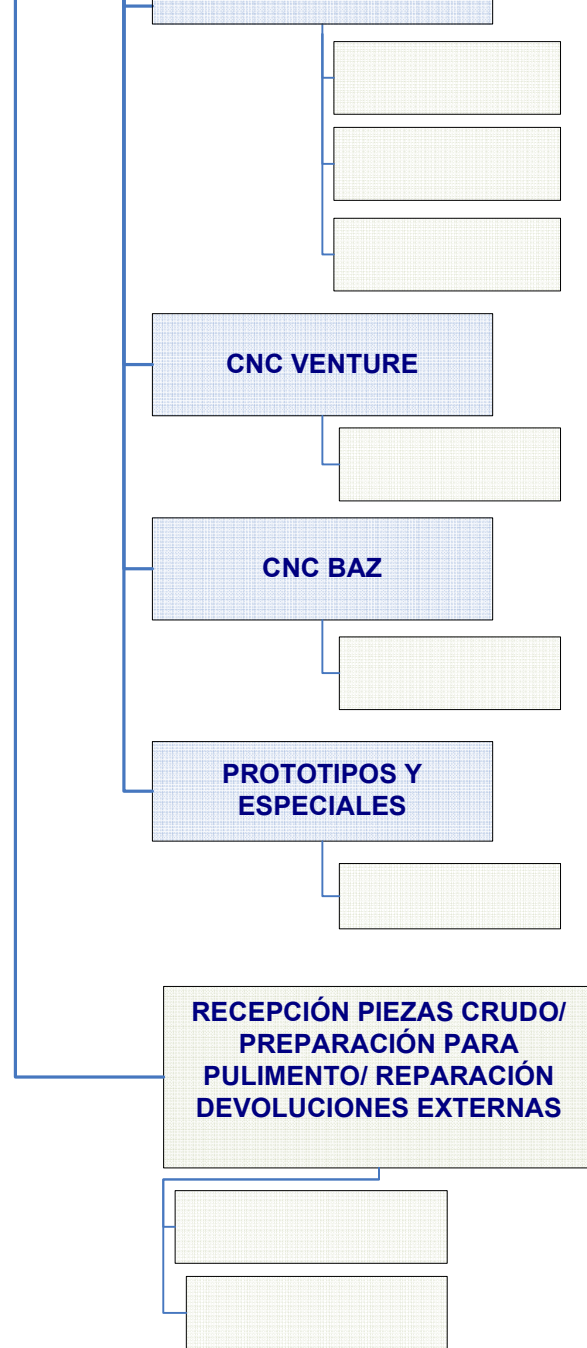 CNC VENTURE
CNC BAZ
PROTOTIPOS Y
ESPECIALES
RECEPCIÓN PIEZAS CRUDO/
PREPARACIÓN PARA
PULIMENTO/ REPARACIÓN
DEVOLUCIONES EXTERNAS